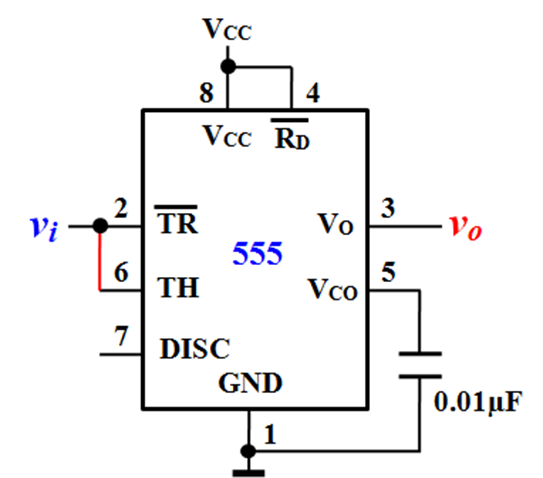 VCC
8 4
VCC RD
vi 2 TR VO 3 vo
555
6 TH VCO 5
7 DISC
GND
0.01μF
1